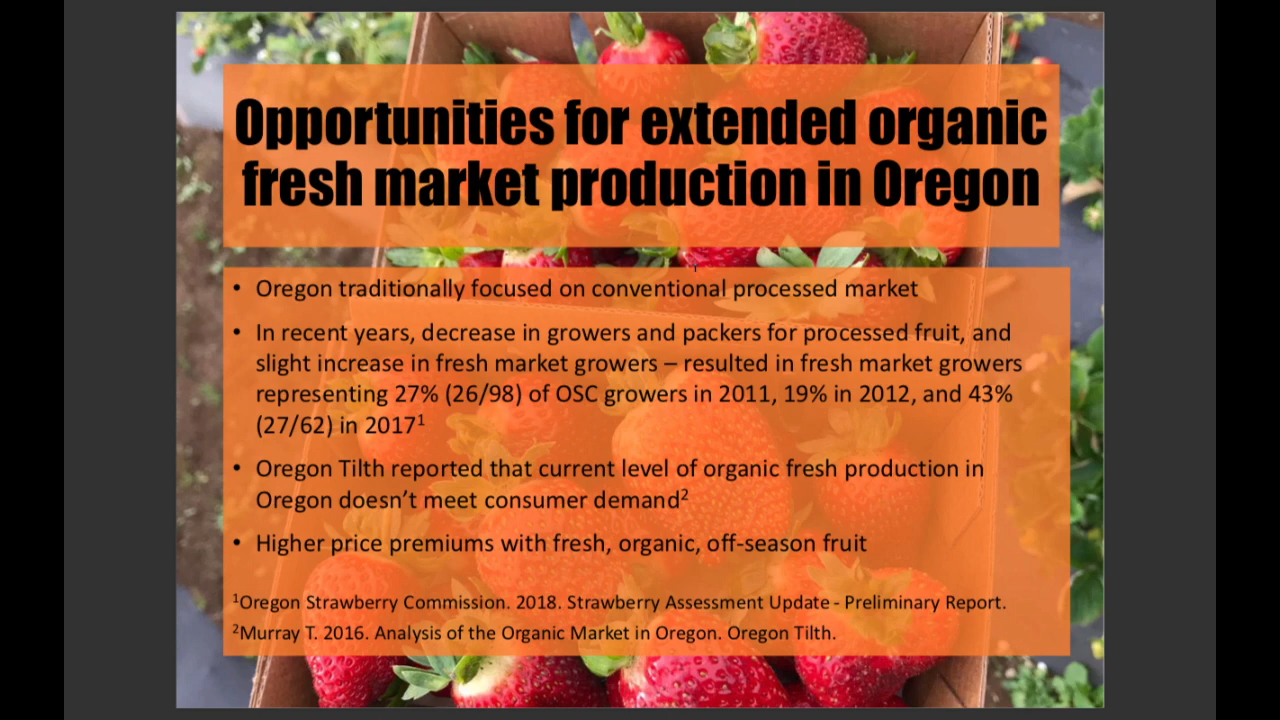 Opportunities for extended organic
fresh market production in Oregon
• Oregon traditionally focused on conventional processed market
• In recent years, decrease in growers and packers for processed fruit, and
slight increase in fresh market growers – resulted in fresh market growers
representing 27% (26/98) of OSC growers in 2011, 19% in 2012, and 43%
(27/62) in 2017¹
• Oregon Tilth reported that current level of organic fresh production in
Oregon doesn’t meet consumer demand²
• Higher price premiums with fresh, organic, off-season fruit
¹Oregon Strawberry Commission. 2018. Strawberry Assessment Update - Preliminary Report.
²Murray T. 2016. Analysis of the Organic Market in Oregon. Oregon Tilth.